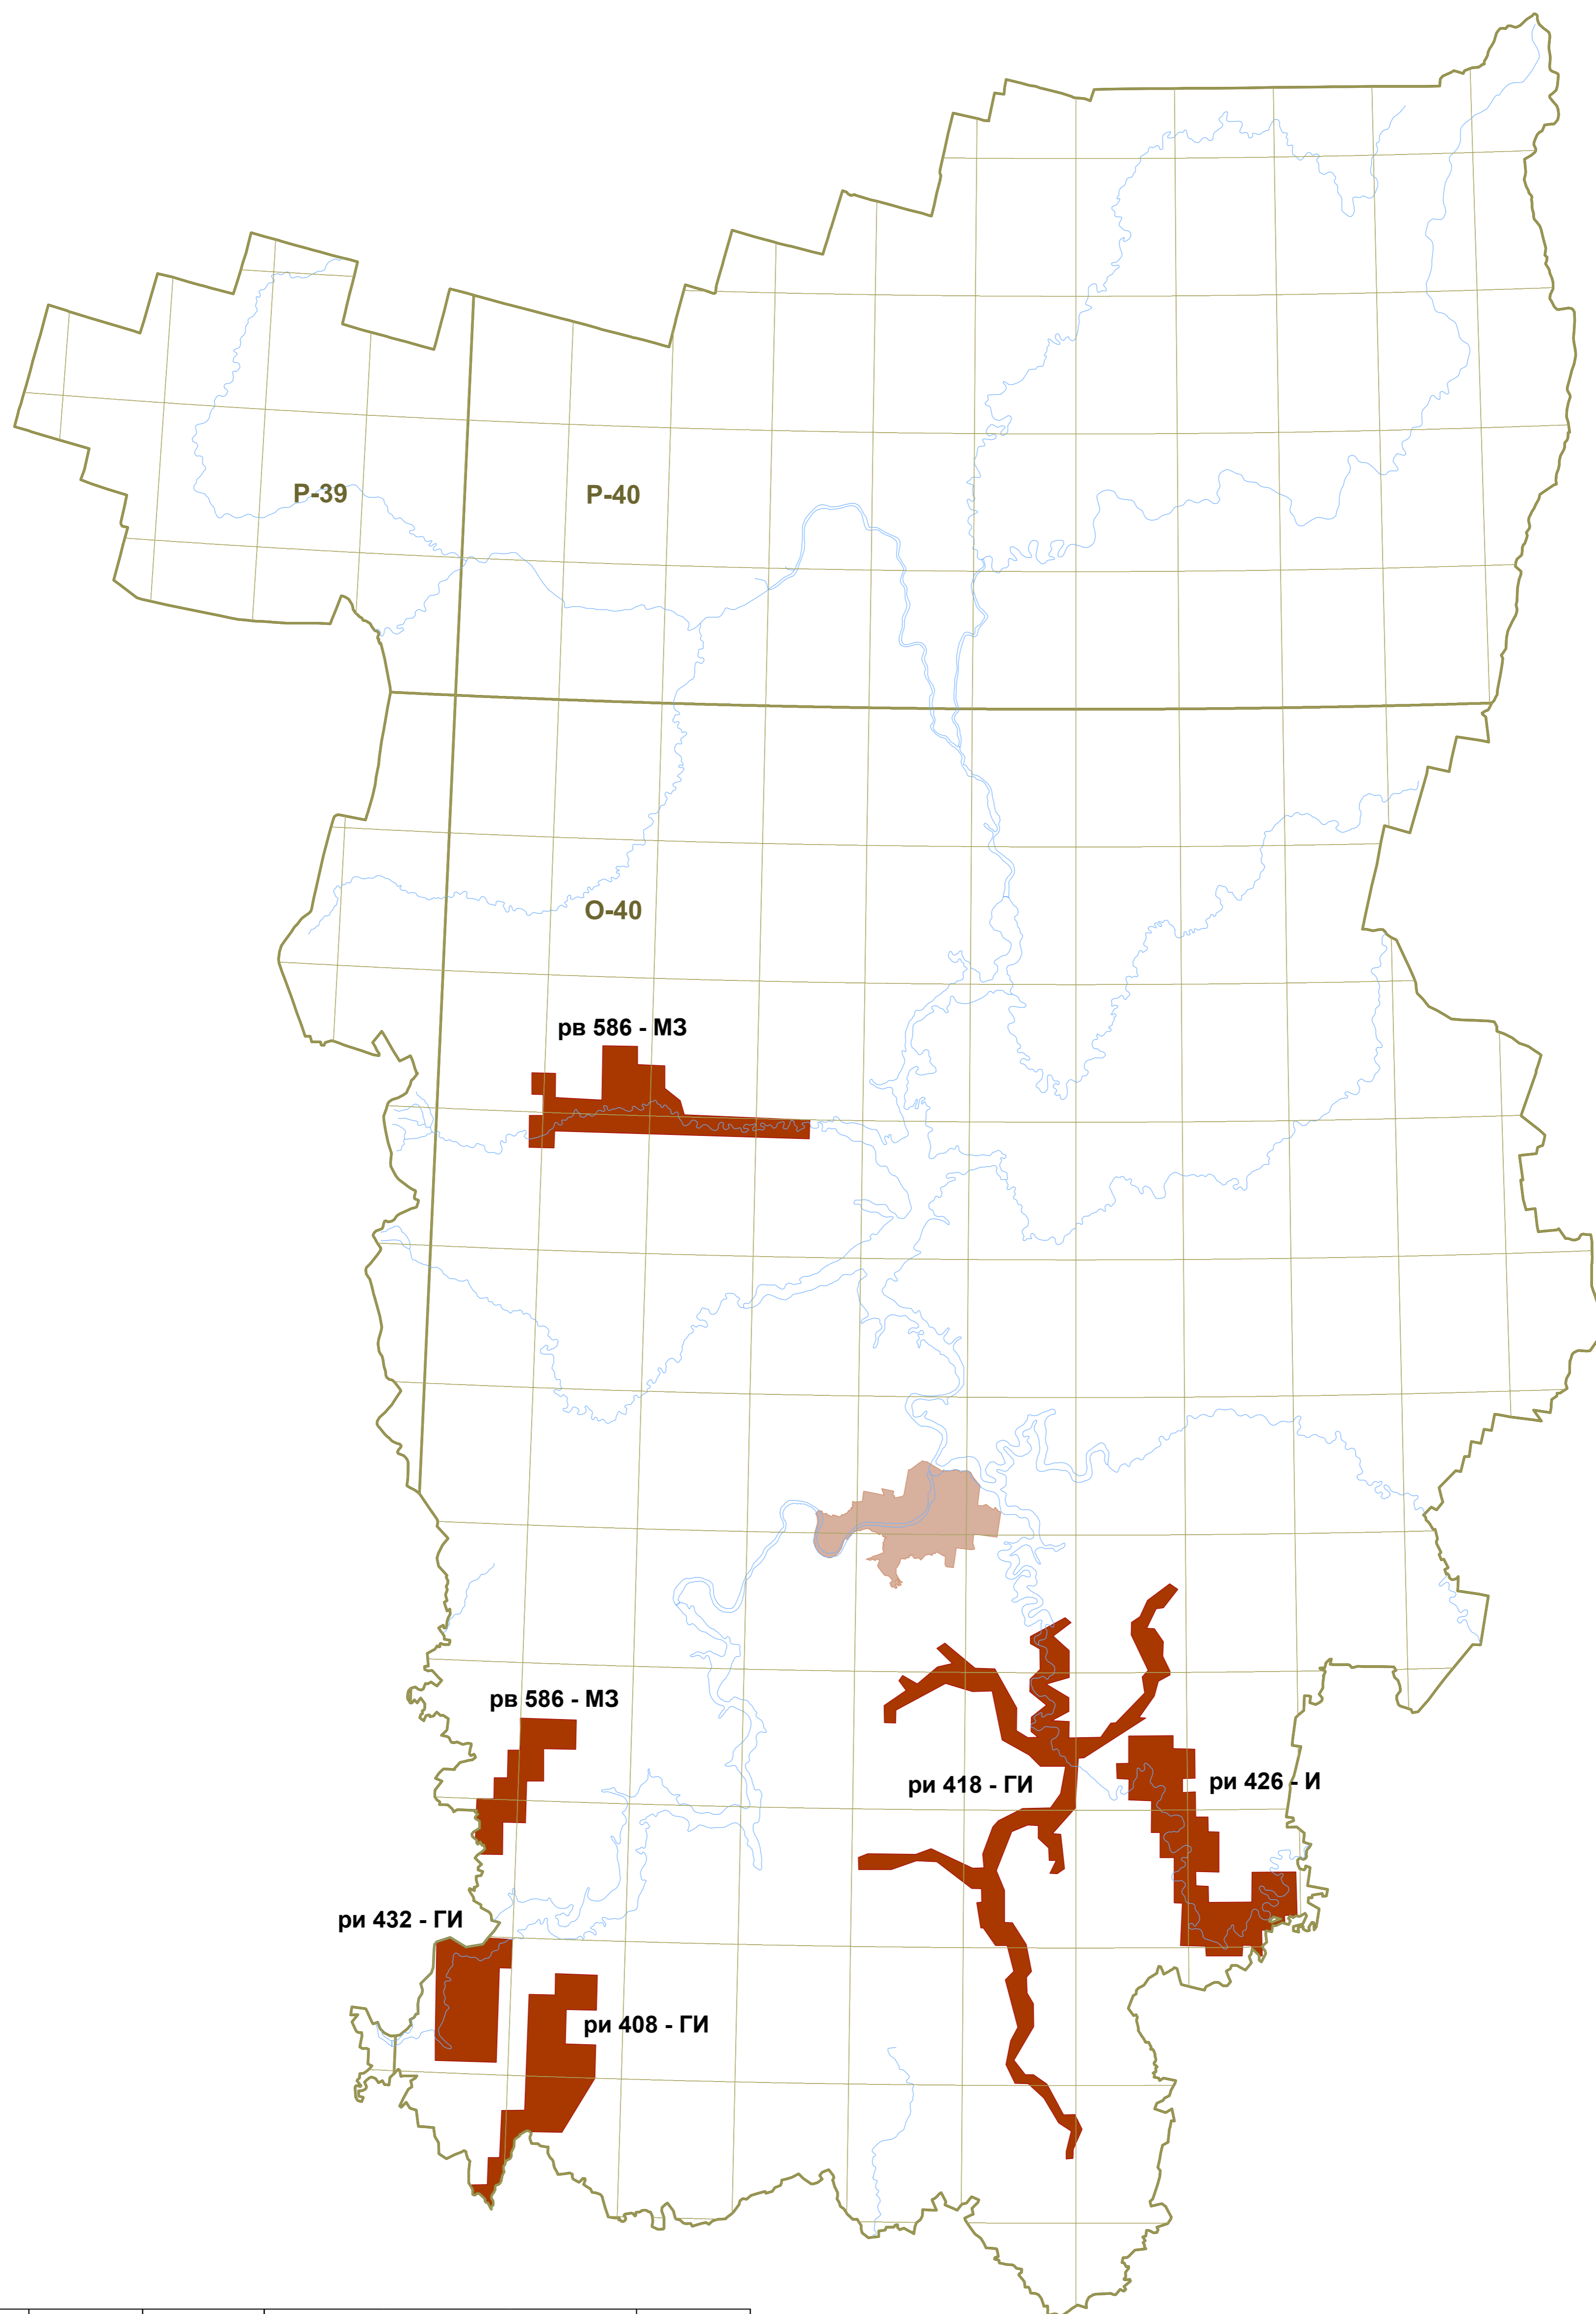 P-39
P-40
O-40
рв 586 - МЗ
рв 586 - МЗ
ри 418 - ГИ
ри 426 - И
ри 432 - ГИ
ри 408 - ГИ